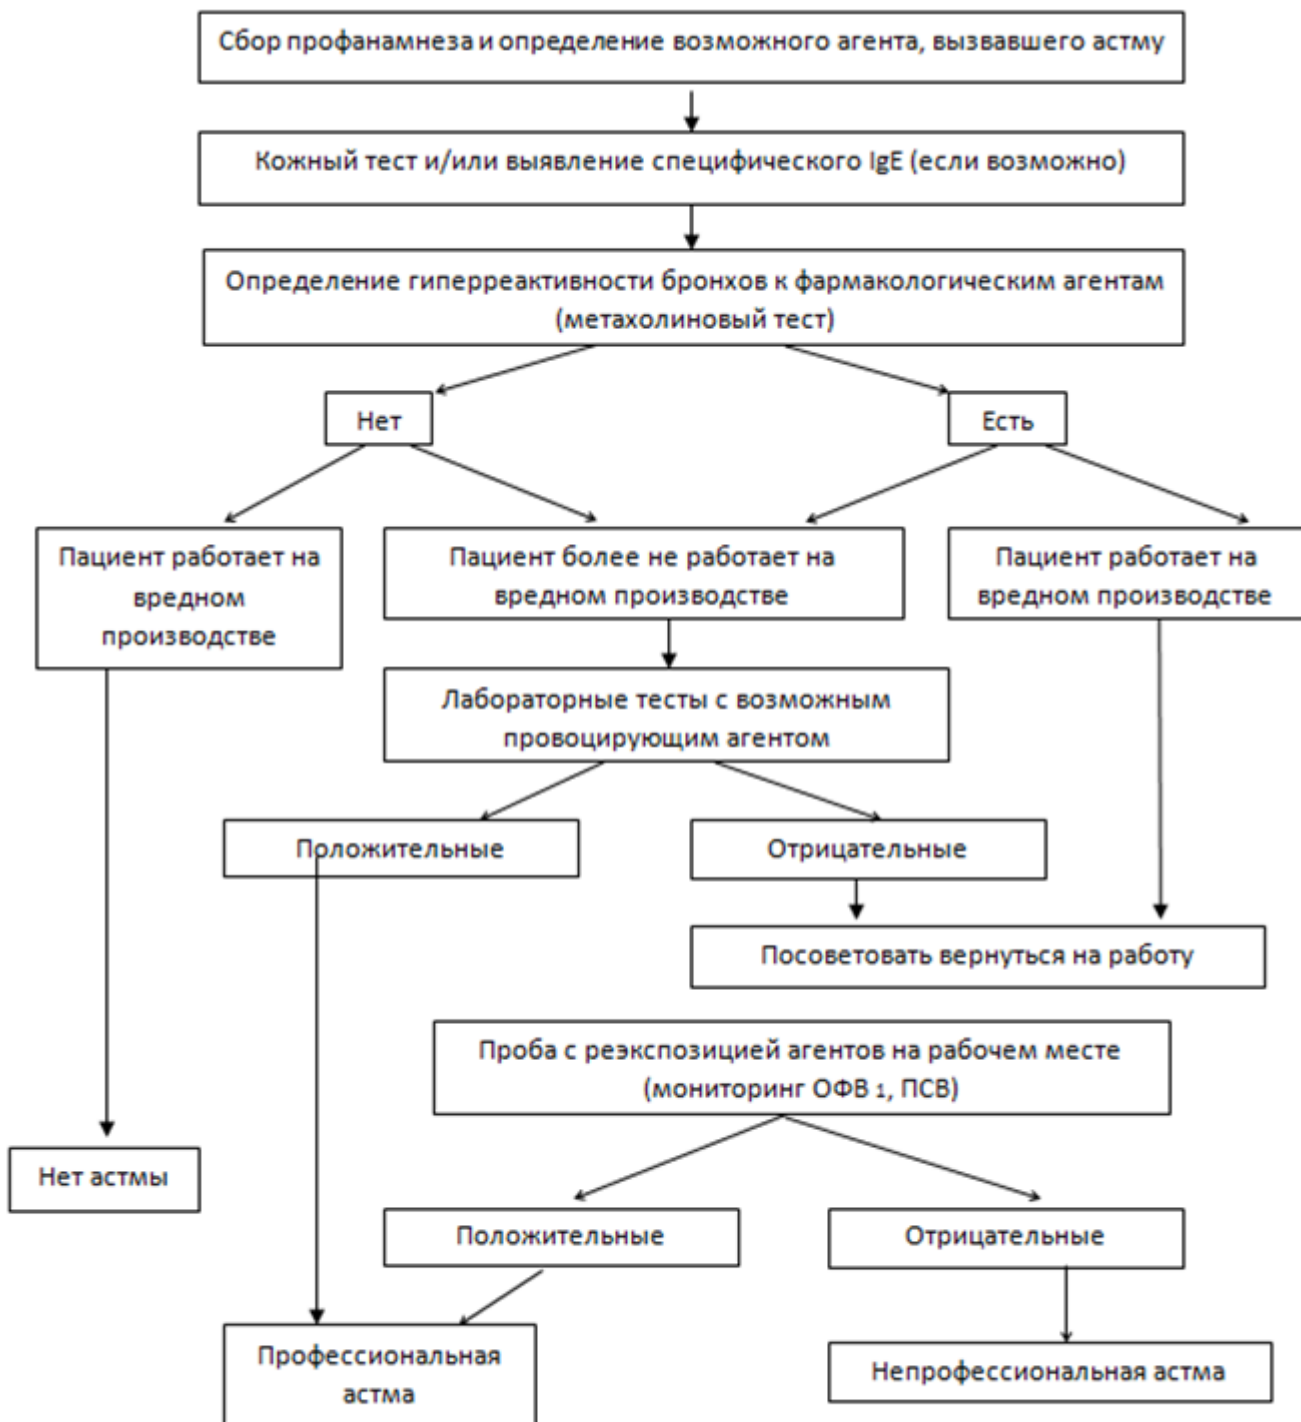 Сбор профанамнеза и определение возможного агента, вызвавшего астму
Кожный тест и/или выявление специфического IgE (если возможно)
Определение гиперреактивности бронхов к фармакологическим агентам
(метахолиновый тест)
Нет
Есть
Пациент работает на
вредном
производстве
Пациент более не работает на
вредном производстве
Пациент работает на
вредном производстве
Лабораторные тесты с возможным
провоцирующим агентом
Положительные
Отрицательные
Посоветовать вернуться на работу
Проба с реэкспозицией агентов на рабочем месте
(мониторинг ОФВ 1, ПСВ)
Нет астмы
Положительные
Отрицательные
Профессиональная
астма
Непрофессиональная астма